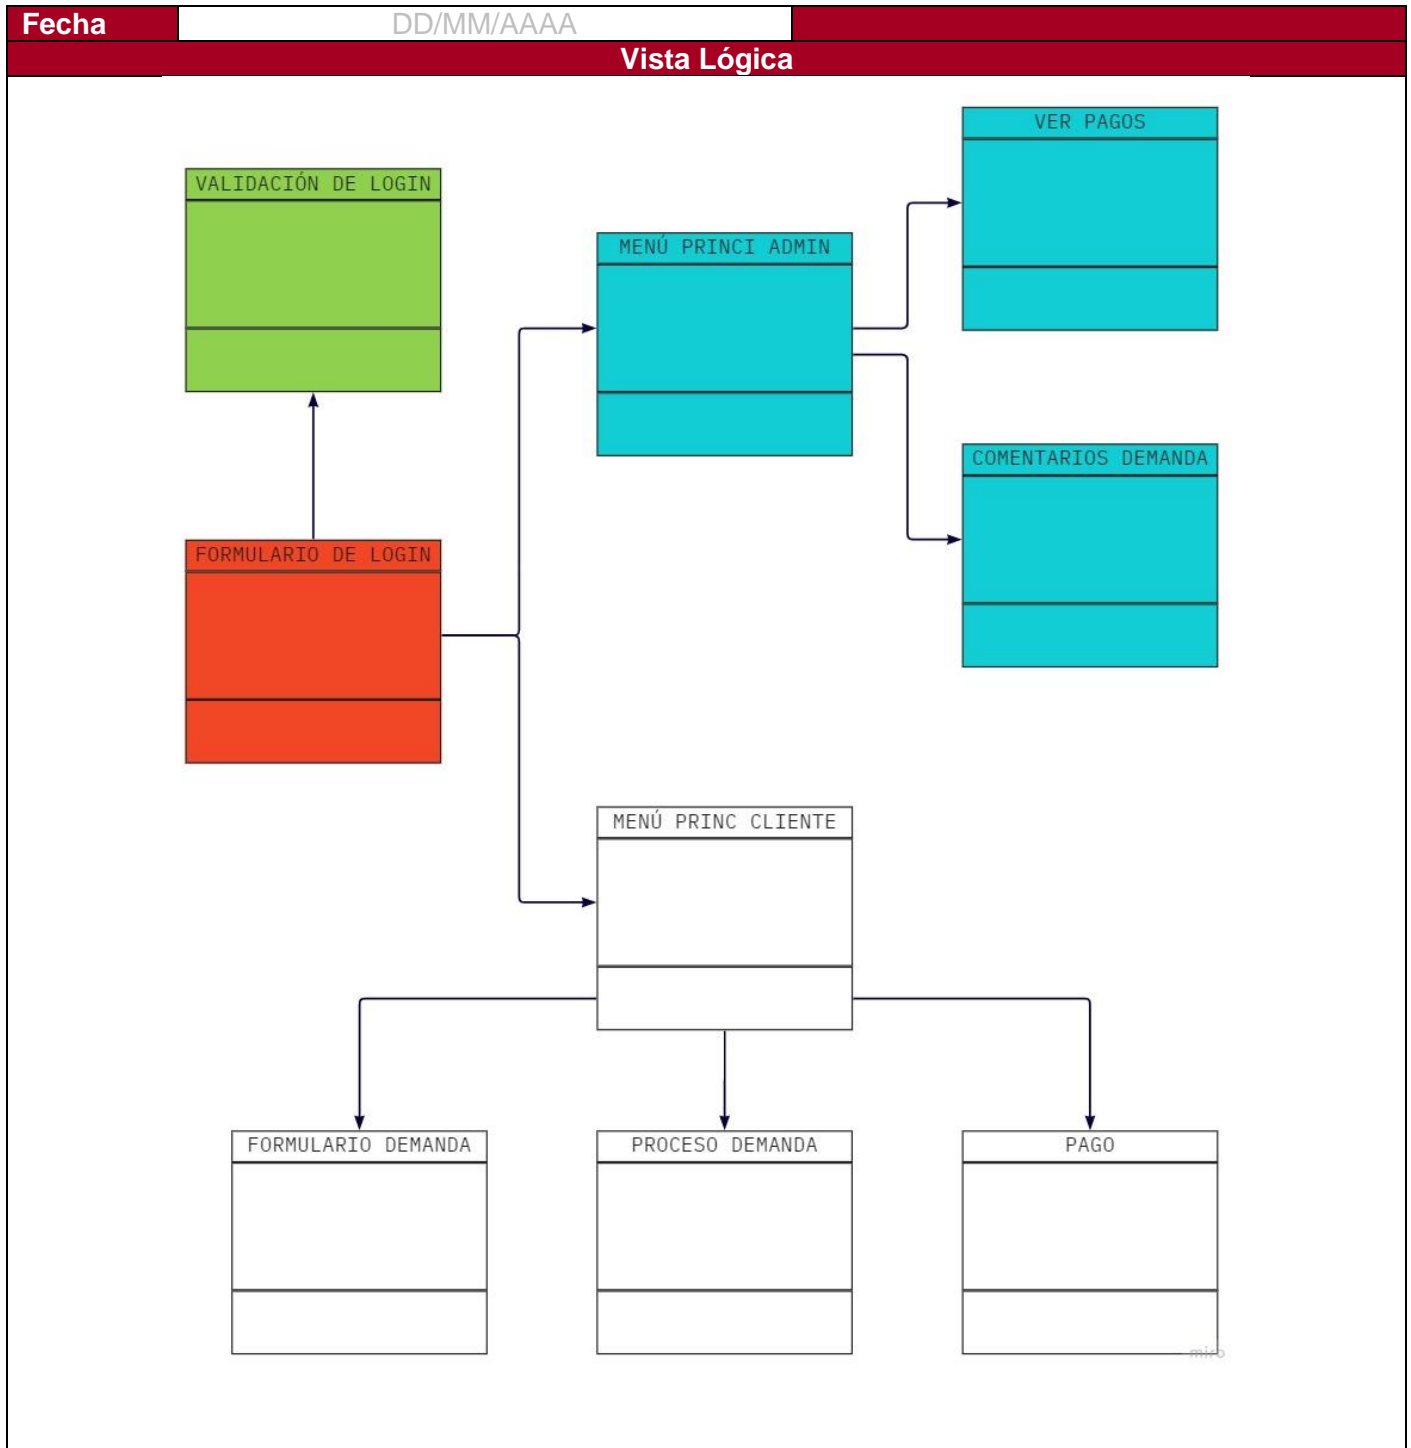 Fecha DD/MM/AAAA
Vista Lógica
VER PAGOS
VALIDACIÓN DE LOGIN
MENÚ PRINCI ADMIN
COMENTARIOS DEMANDA
FORMULARIO DE LOGIN
MENÚ PRINC CLIENTE
FORMULARIO DEMANDA
PROCESO DEMANDA
PAGO
miro